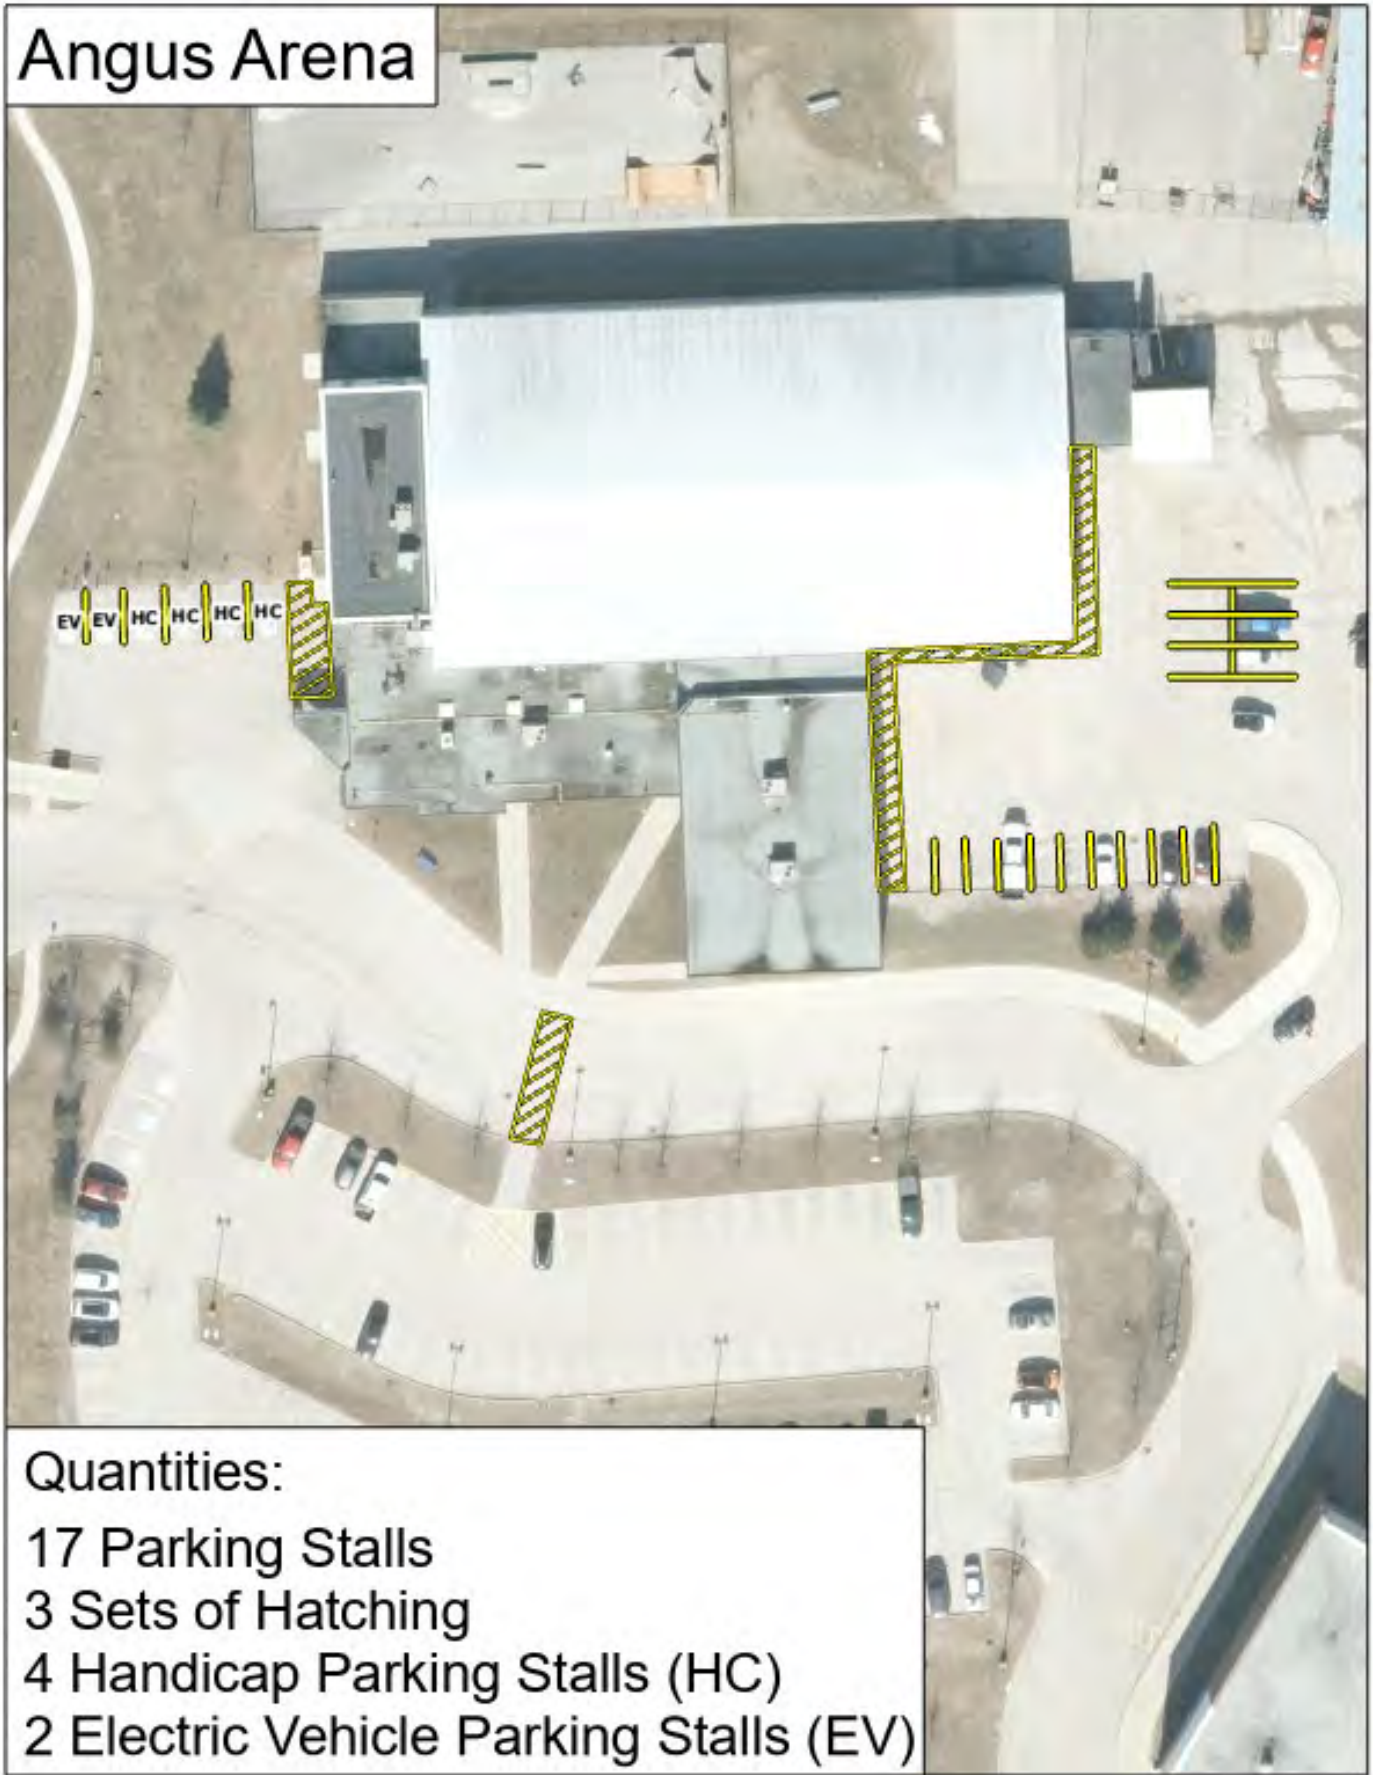 Angus Arena
EV EV HC HC HC HC
Quantities:
17 Parking Stalls
3 Sets of Hatching
4 Handicap Parking Stalls (HC)
2 Electric Vehicle Parking Stalls (EV)